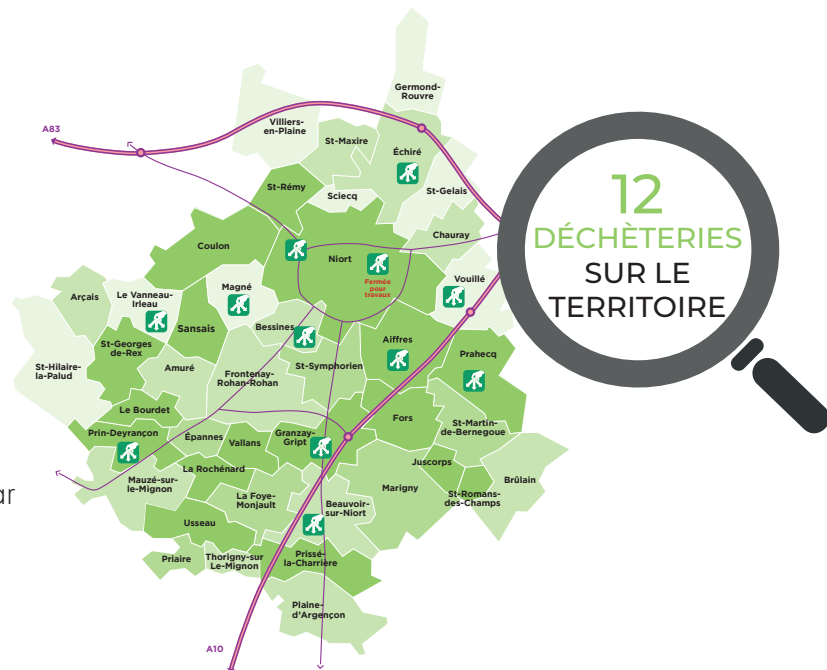 Germond-
Rouvre
A83
Villiers-
en-Plaine
St-Maxire
Échiré
St-Rémy
Sciecq
St-Gelais
12
DÉCHÈTERIES
SUR LE
TERRITOIRE
Chauray
Coulon
Niort
Fermée
pour
travaux
Vouillé
Magné
Arçais
Le Vanneau-
Irleau
Sansais
Bessines
St-Georges
de-Rex
Aiffres
Prahecq
St-Hilaire-
la-Palud
Amuré
Frontenay-
Rohan-Rohan
St-Symphorien
Le Bourdet
Fors
St-Martin-
de-Bernegoue
Prin-Deyrançon
Épannes
Vallans
Granzay-
Gript
Juscorps
La Rochénard
Mauzé-sur-
le-Mignon
Marigny
Brûlain
St-Romans-
des-Champs
ar
La Foye-
Monjault
Beauvoir-
sur-Niort
Usseau
Priaire
Thorigny-sur
Le-Mignon
Prissé-
la-Charrière
Plaine-
d'Argençon
A10